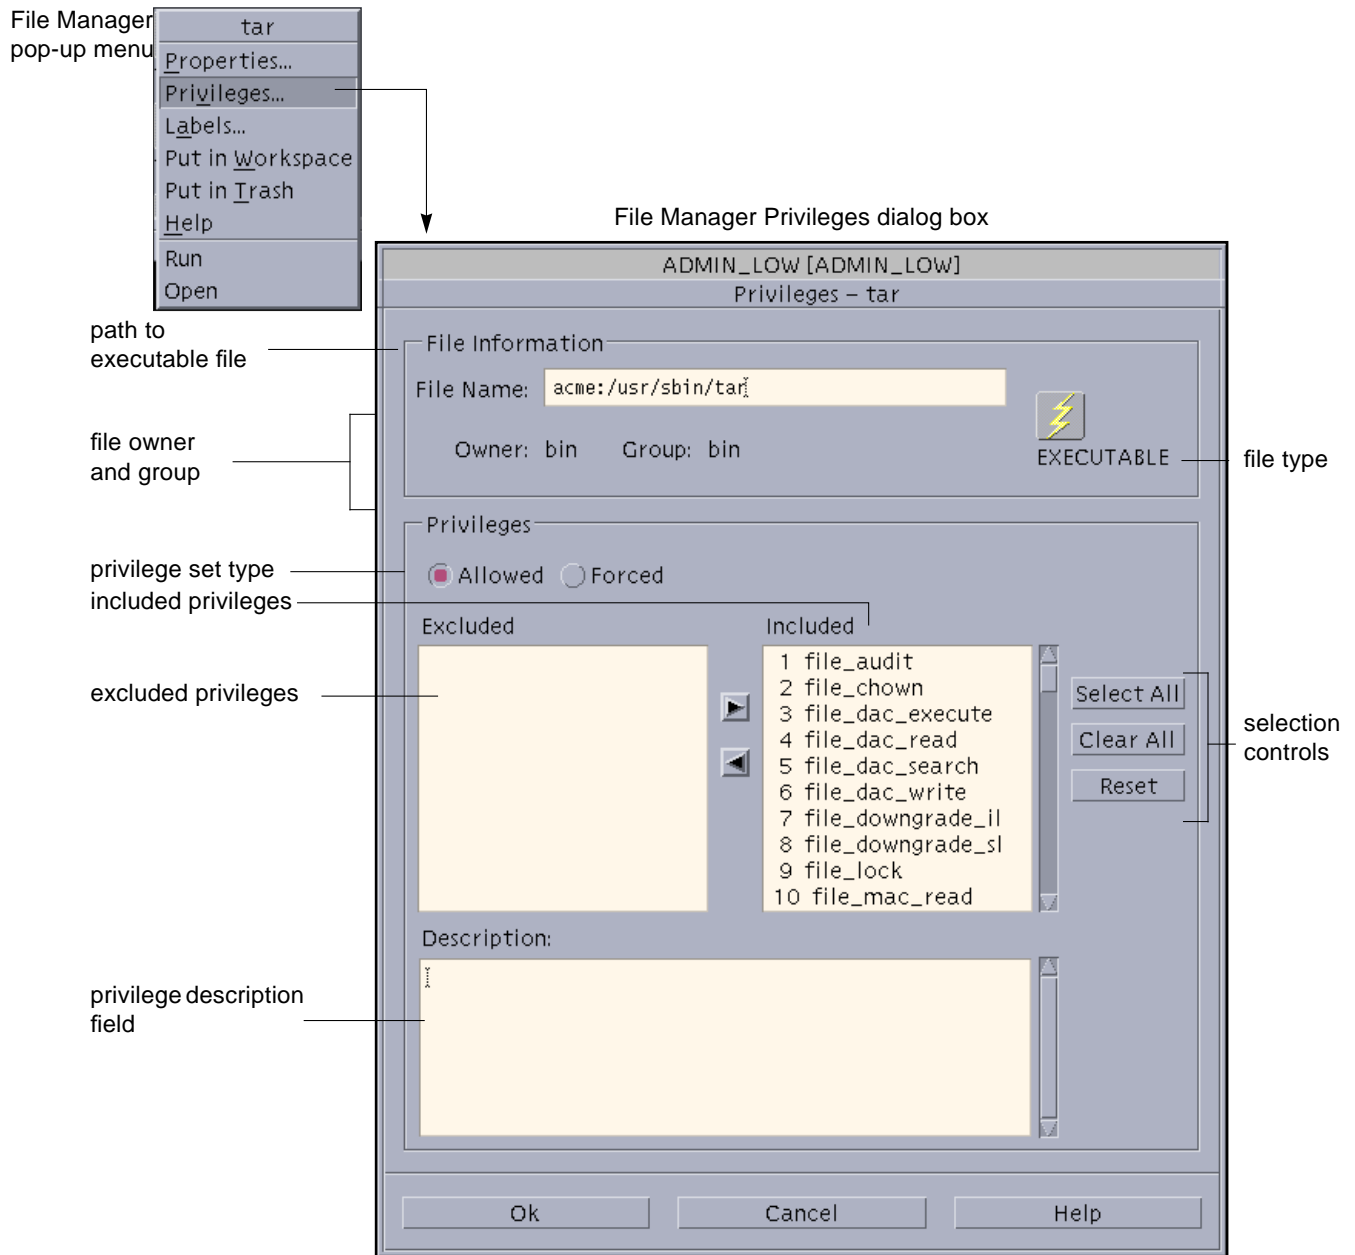 File Manager
pop-up menu
tar
Properties...
Privileges...
Labels...
Put in Workspace
Put in Trash
Help
Run
Open
File Manager Privileges dialog box
ADMIN_LOW [ADMIN_LOW]
Privileges – tar
path to
executable file
File Information
File Name: acme:/usr/sbin/tar
file owner
and group
Owner: bin Group: bin
EXECUTABLE
file type
Privileges
privilege set type
Allowed Forced
included privileges
Excluded Included
excluded privileges
1 file_audit
2 file_chown
3 file_dac_execute
4 file_dac_read
5 file_dac_search
6 file_dac_write
7 file_downgrade_il
8 file_downgrade_sl
9 file_lock
10 file_mac_read
Select All
Clear All
Reset
selection
controls
Description:
privilege description
field
Ok Cancel Help